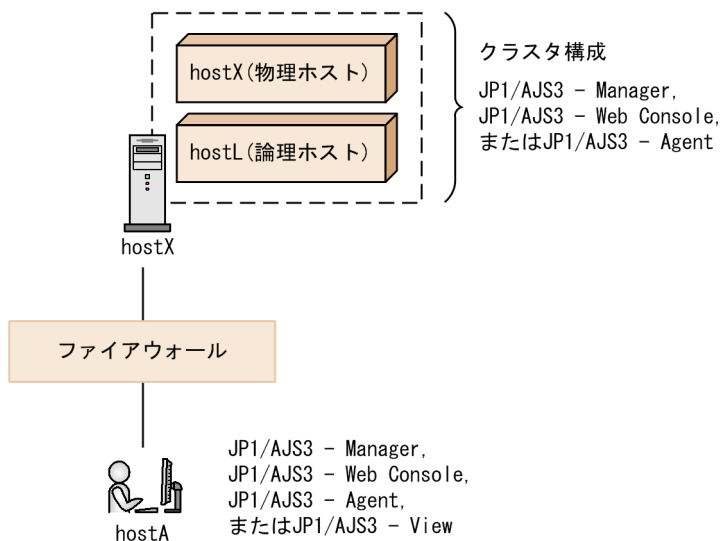 hostX(物理ホスト)
hostL(論理ホスト)
hostX
クラスタ構成
JP1/AJS3 － Manager,
JP1/AJS3 － Web Console,
またはJP1/AJS3 － Agent
ファイアウォール
JP1/AJS3 － Manager,
JP1/AJS3 － Web Console,
JP1/AJS3 － Agent,
またはJP1/AJS3 － View
hostA